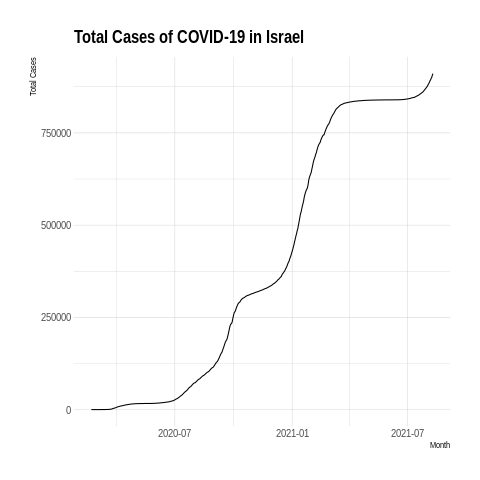 Total Cases of COVID-19 in Israel
Total Cases
750000
500000
250000
0
2020-07 2021-01 2021-07
Month